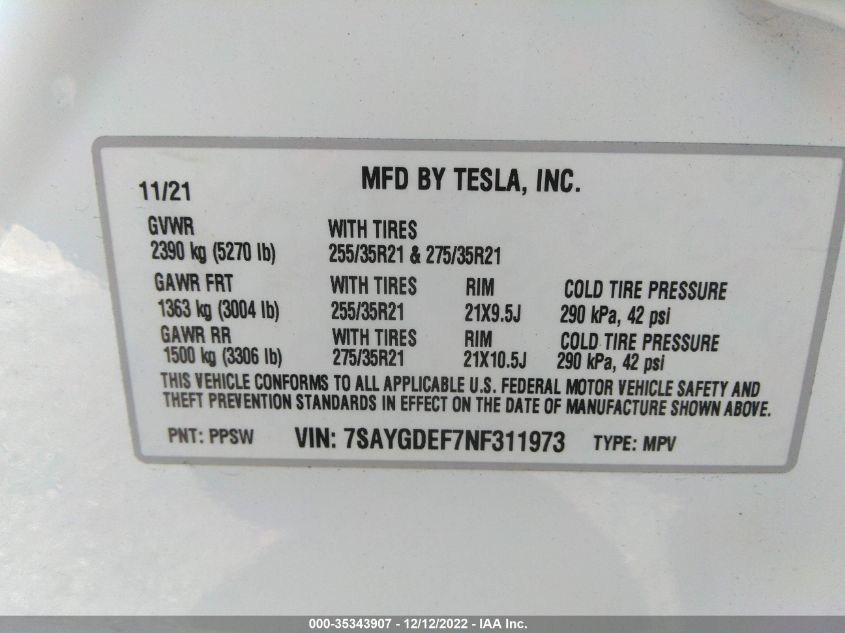 MFD BY TESLA, INC.
11/21
GVWR WITH TIRES
2390 kg (5270 lb) 255/35R21 & 275/35R21
GAWR FRT WITH TIRES RIM COLD TIRE PRESSURE
1363 kg (3004 lb) 255/35R21 21X9.5J 290 kPa, 42 psi
GAWR RR WITH TIRES RIM COLD TIRE PRESSURE
1500 kg (3306 lb) 275/35R21 21X10.5J 290 kPa, 42 psi
THIS VEHICLE CONFORMS TO ALL APPLICABLE U.S. FEDERAL MOTOR VEHICLE SAFETY AND
THEFT PREVENTION STANDARDS IN EFFECT ON THE DATE OF MANUFACTURE SHOWN ABOVE.
PNT: PPSW VIN: 7SAYGDEF7NF311973 TYPE: MPV
000-35343907 - 12/12/2022 - IAA Inc.